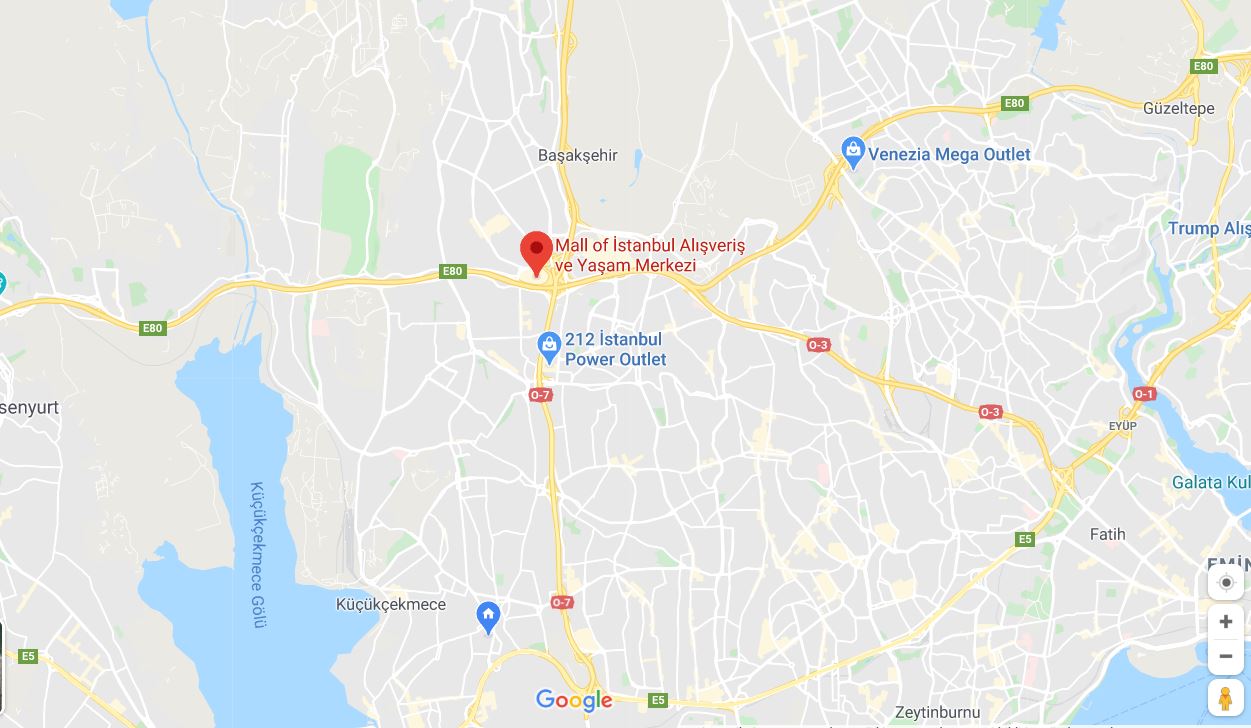 E80
Güzeltepe
E80
Başakşehir
Venezia Mega Outlet
Trump Alış
Mall of İstanbul Alışveriş
ve Yaşam Merkezi
E80
E80
212 İstanbul
Power Outlet
O-3
O-7
O-1
senyurt
O-3
EYÜP
Küçükçekmece Gölü
Galata Kul
Fatih
E5
EMİN
Küçükçekmece
O-7
E5
Google
E5
Zeytinburnu